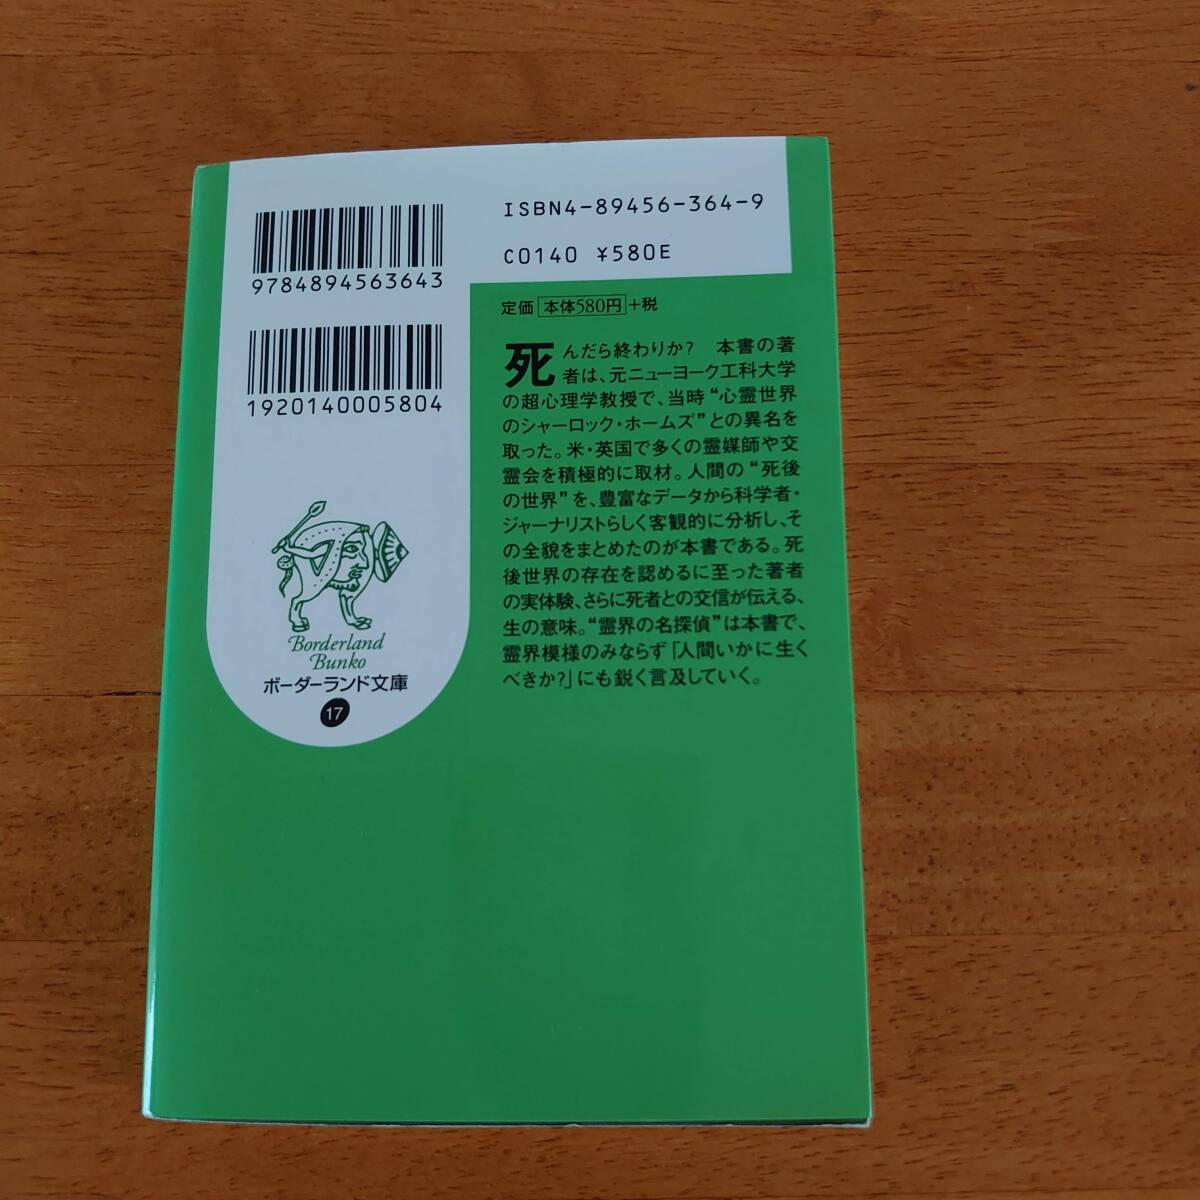 ISBN4-89456-364-9
C0140 ¥580E
9784894563643
1920140005804
定価 本体580円 +税
死んだら終わりか? 本書の著
者は、元ニューヨーク工科大学
の超心理学教授で、当時“心霊世界
のシャーロック・ホームズ”との異名を
取った。米・英国で多くの霊媒師や交
霊会を積極的に取材。人間の“死後
の世界”を、豊富なデータから科学者・
ジャーナリストらしく客観的に分析し、そ
の全貌をまとめたのが本書である。死
後世界の存在を認めるに至った著者
の実体験、さらに死者との交信が伝える、
生の意味。“霊界の名探偵”は本書で、
霊界模様のみならず「人間いかに生く
べきか?」にも鋭く言及していく。
Borderland
Bunko
ボーダーランド文庫
17